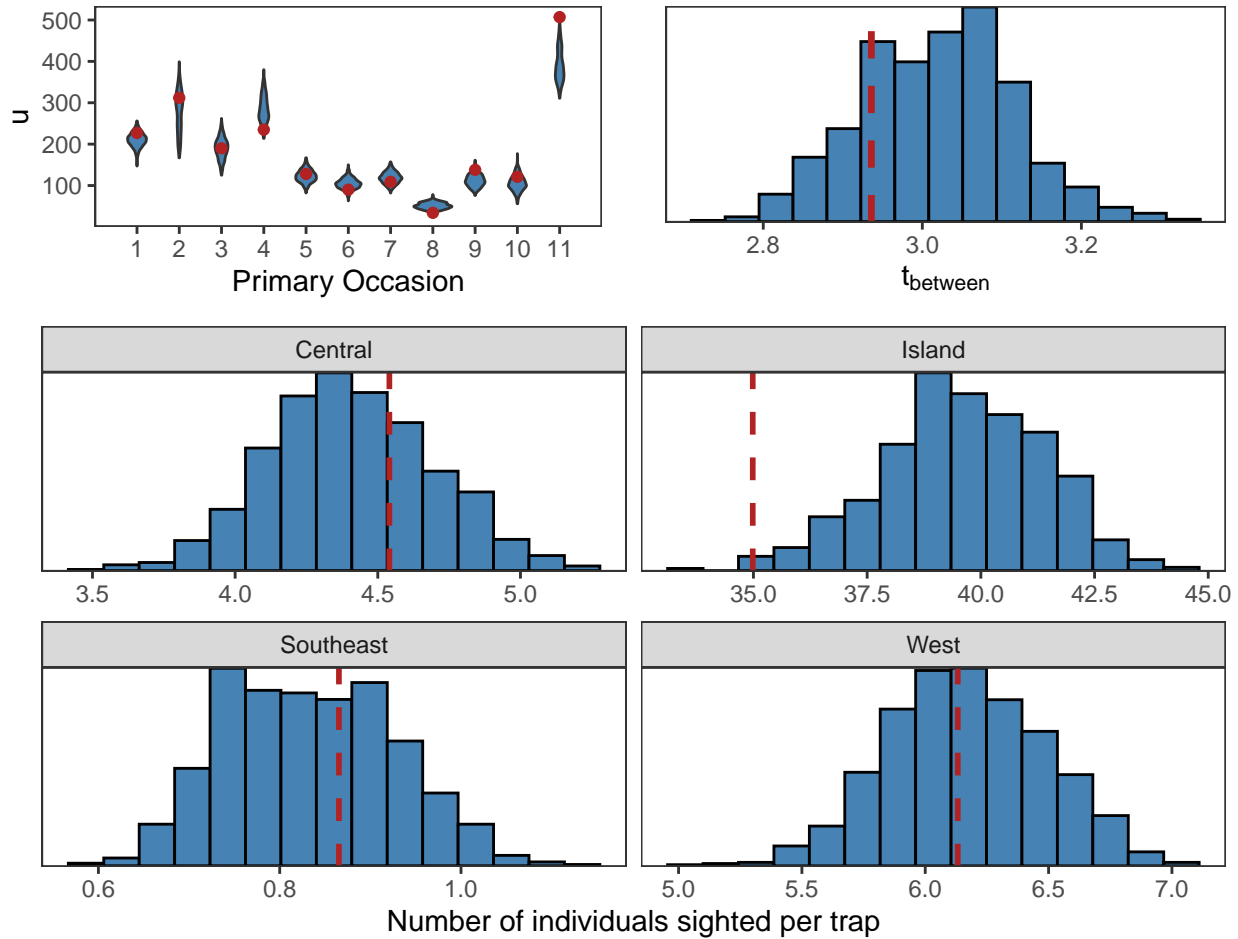 500
400
300
200
100
u
1 2 3 4 5 6 7 8 9 10 11
Primary Occasion
2.8 3.0 3.2
t_between
Central
3.5 4.0 4.5 5.0
Island
35.0 37.5 40.0 42.5 45.0
Southeast
0.6 0.8 1.0
West
5.0 5.5 6.0 6.5 7.0
Number of individuals sighted per trap